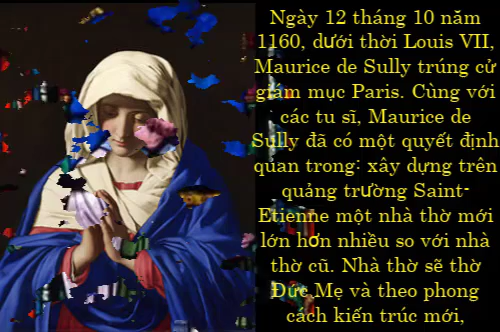 Ngày 12 tháng 10 năm
1160, dưới thời Louis VII,
Maurice de Sully trúng cử
giám mục Paris. Cùng với
các tu sĩ, Maurice de
Sully đã có một quyết định
quan trong: xây dựng trên
quảng trường Saint-
Etienne một nhà thờ mới
lớn hơn nhiều so với nhà
thờ cũ. Nhà thờ sẽ thờ
Đức Mẹ và theo phong
cách kiến trúc mới,